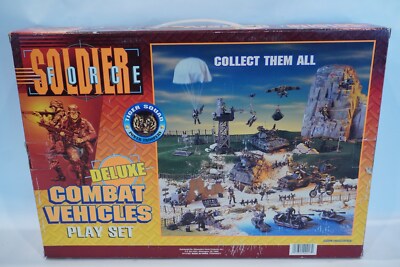 SOLDIER
FORCE
COLLECT THEM ALL
TIGER SQUAD
DELUXE
COMBAT
VEHICLES
PLAY SET